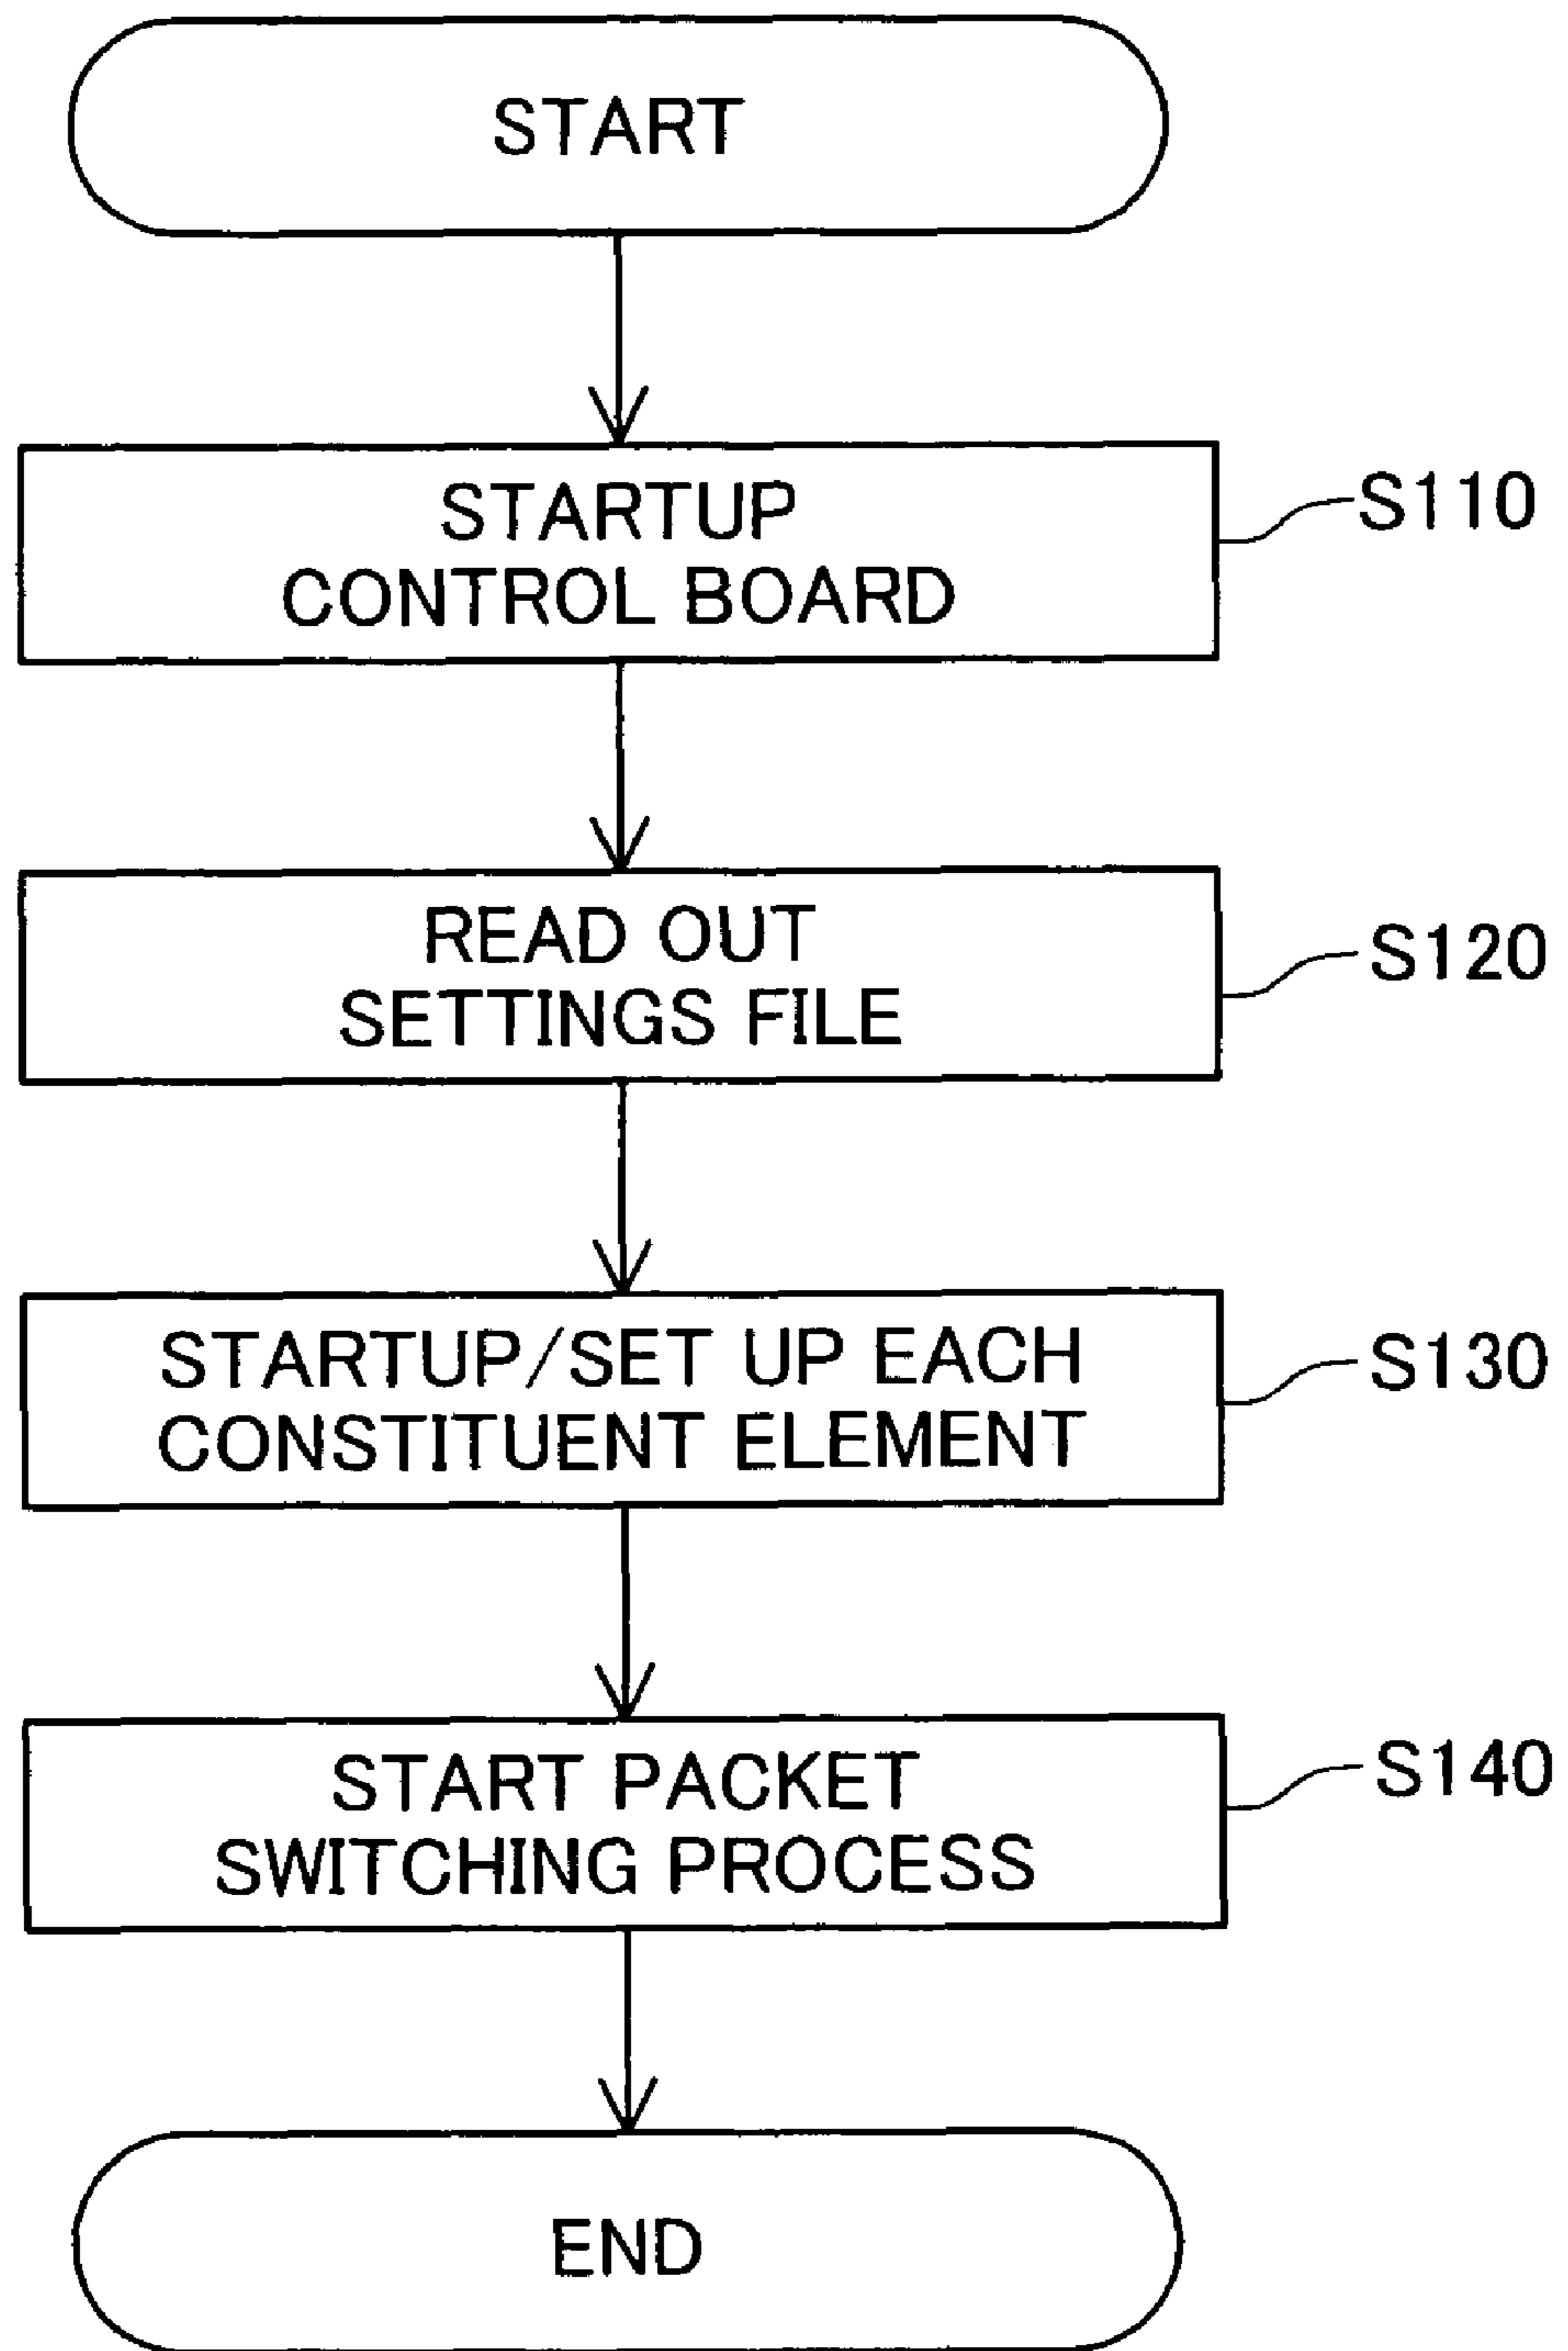 START
STARTUP
CONTROL BOARD
S110
READ OUT
SETTINGS FILE
S120
STARTUP/SET UP EACH
CONSTITUENT ELEMENT
S130
START PACKET
SWITCHING PROCESS
S140
END